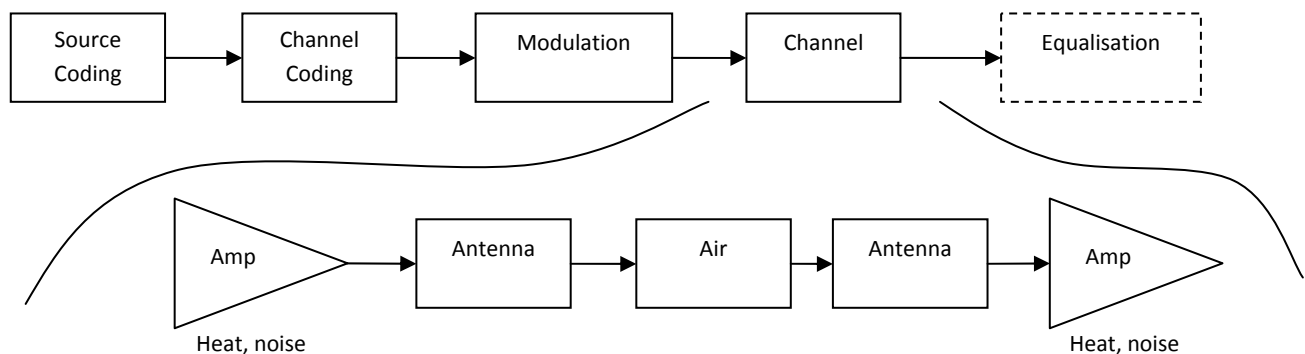 Source
Coding
Channel
Coding
Modulation
Channel
Equalisation
Amp
Antenna
Air
Antenna
Amp
Heat, noise
Heat, noise